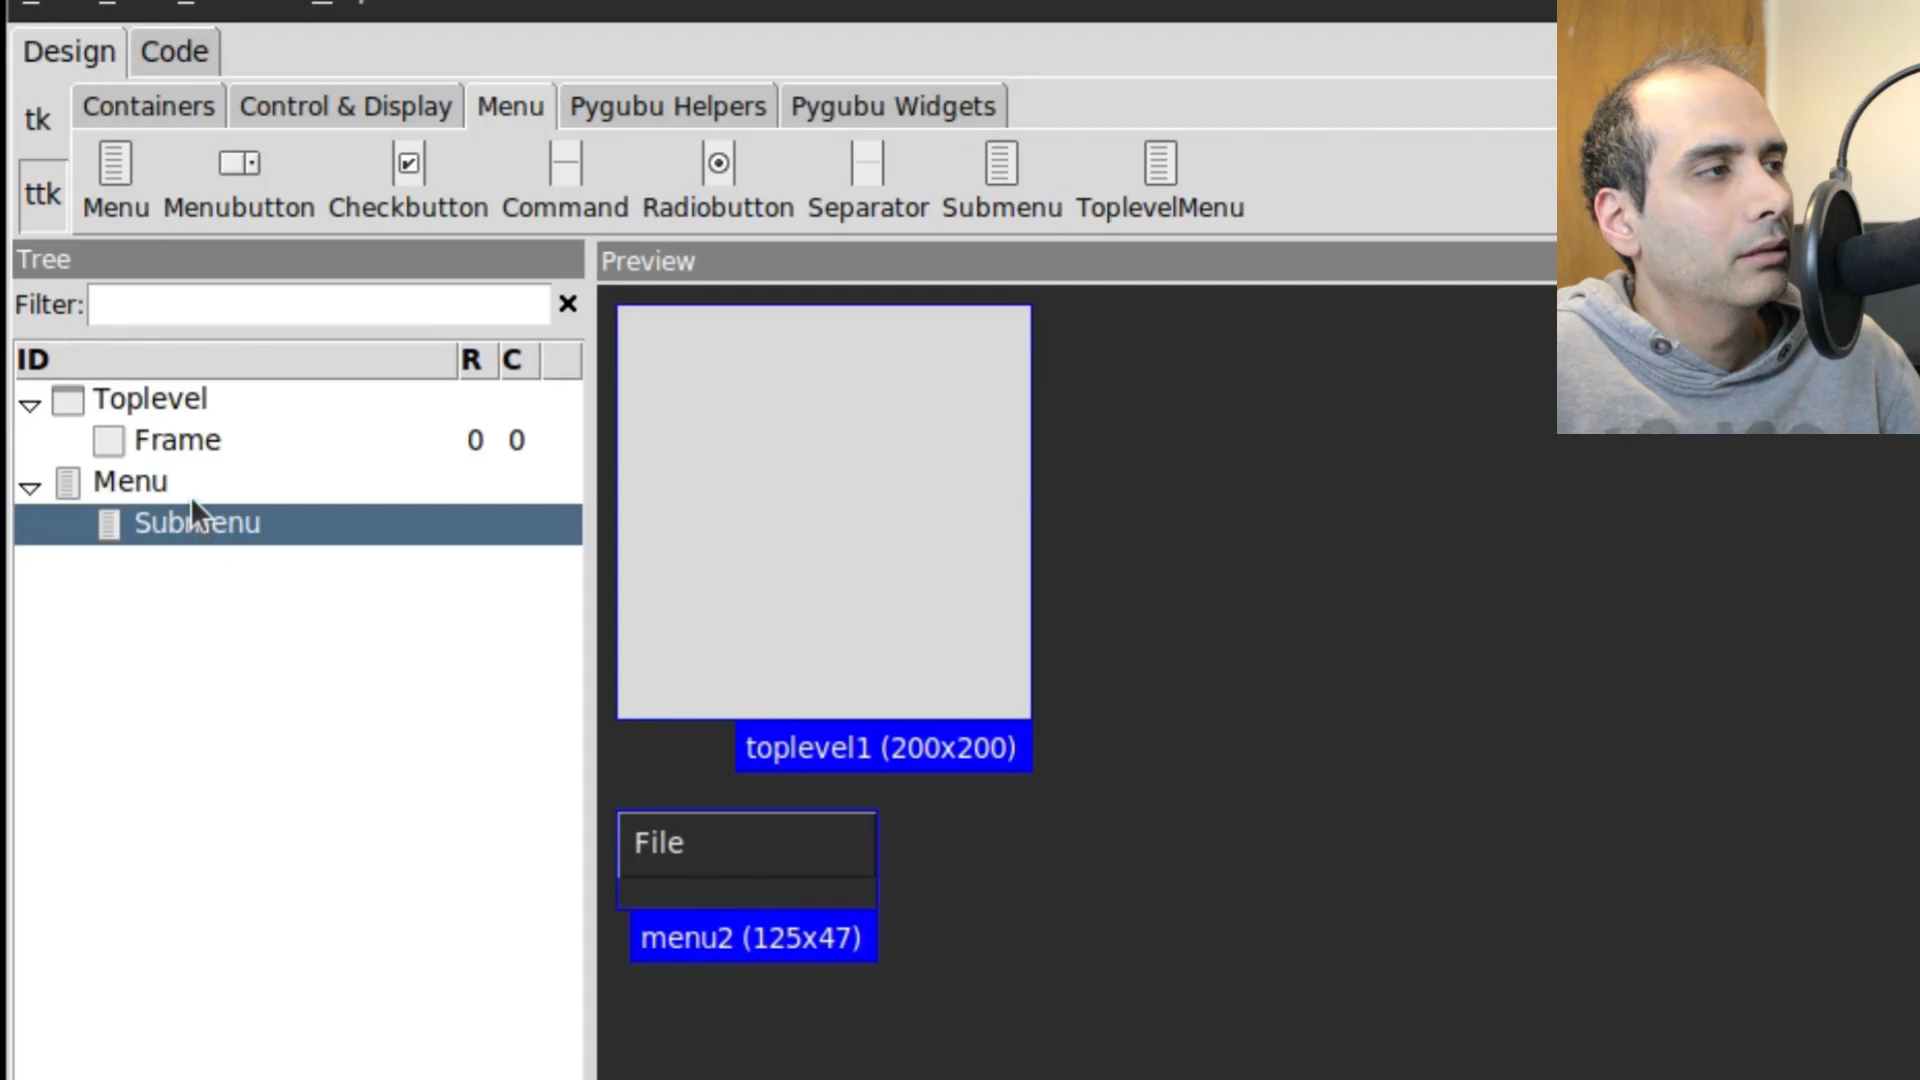 Design Code
tk Containers Control & Display Menu Pygubu Helpers Pygubu Widgets
ttk Menu Menubutton Checkbutton Command Radiobutton Separator Submenu ToplevelMenu
Tree
Filter:
ID R C
Toplevel
Frame 0 0
Menu
Submenu
Preview
toplevel1 (200x200)
File
menu2 (125x47)